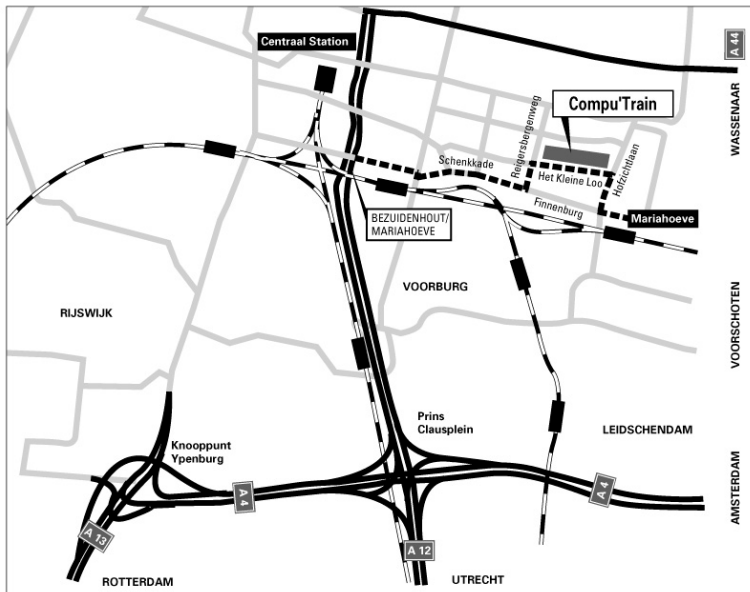 A 44
Centraal Station
WASSENAAR
Compu'Train
Reigersbergenweg
Schenkkade
Het Kleine Loo
Hofzichtlaan
Finnenburg
Mariahoeve
BEZUIDENHOUT/
MARIAHOEVE
VOORBURG
VOORSCHOTEN
RIJSWIJK
Prins
Clausplein
LEIDSCHENDAM
Knooppunt
Ypenburg
A 4
A 4
AMSTERDAM
A 13
A 12
ROTTERDAM
UTRECHT